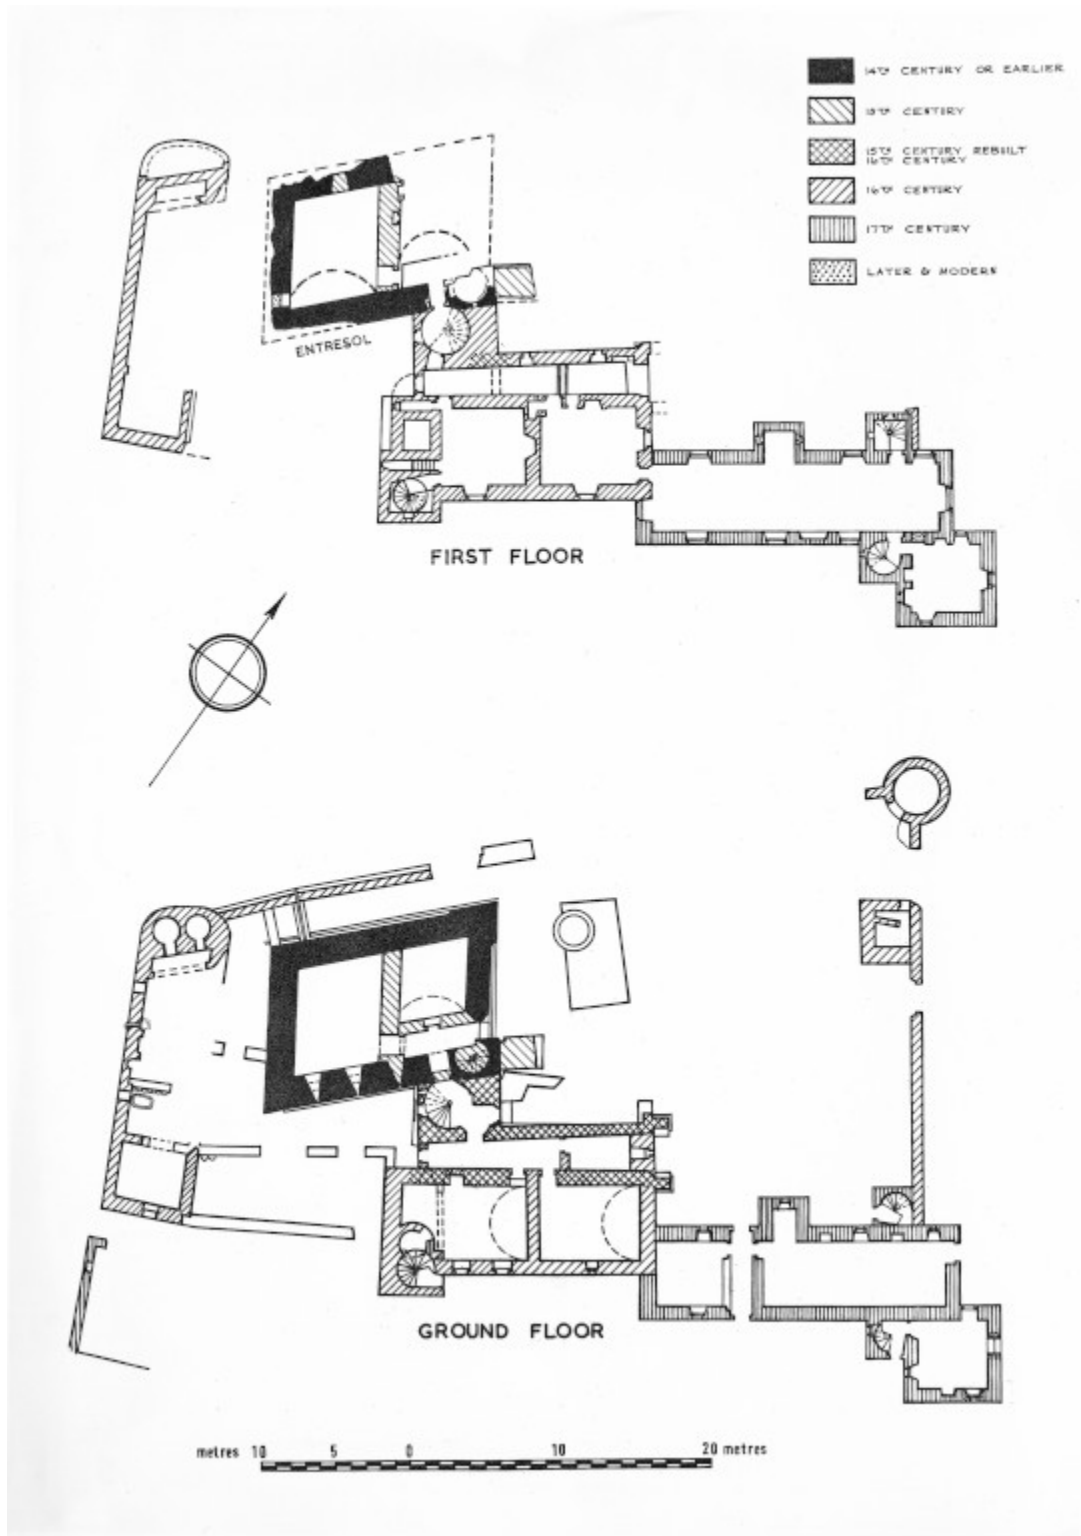 14TH CENTURY OR EARLIER
15TH CENTURY
15TH CENTURY REBUILT
16TH CENTURY
16TH CENTURY
17TH CENTURY
LATER & MODERN
ENTRESOL
FIRST FLOOR
GROUND FLOOR
metres 10 5 0 10 20 metres